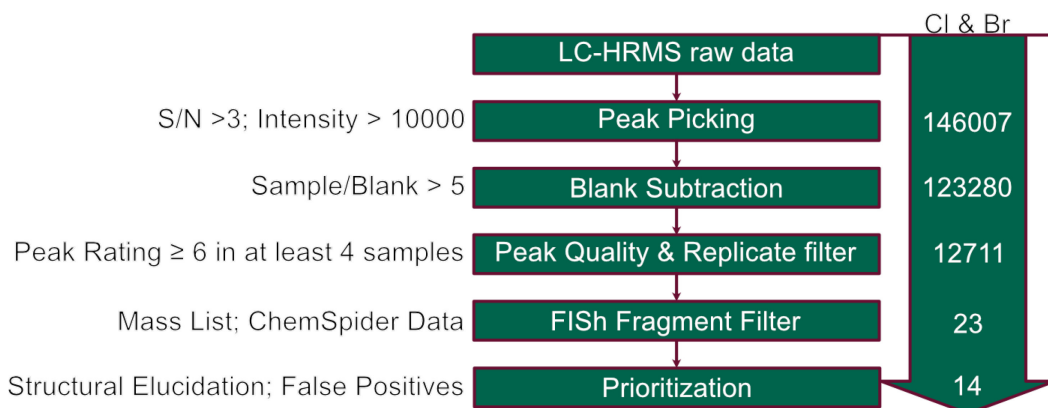 Cl & Br
LC-HRMS raw data
S/N >3; Intensity > 10000 Peak Picking 146007
Sample/Blank > 5 Blank Subtraction 123280
Peak Rating ≥ 6 in at least 4 samples Peak Quality & Replicate filter 12711
Mass List; ChemSpider Data FISh Fragment Filter 23
Structural Elucidation; False Positives Prioritization 14